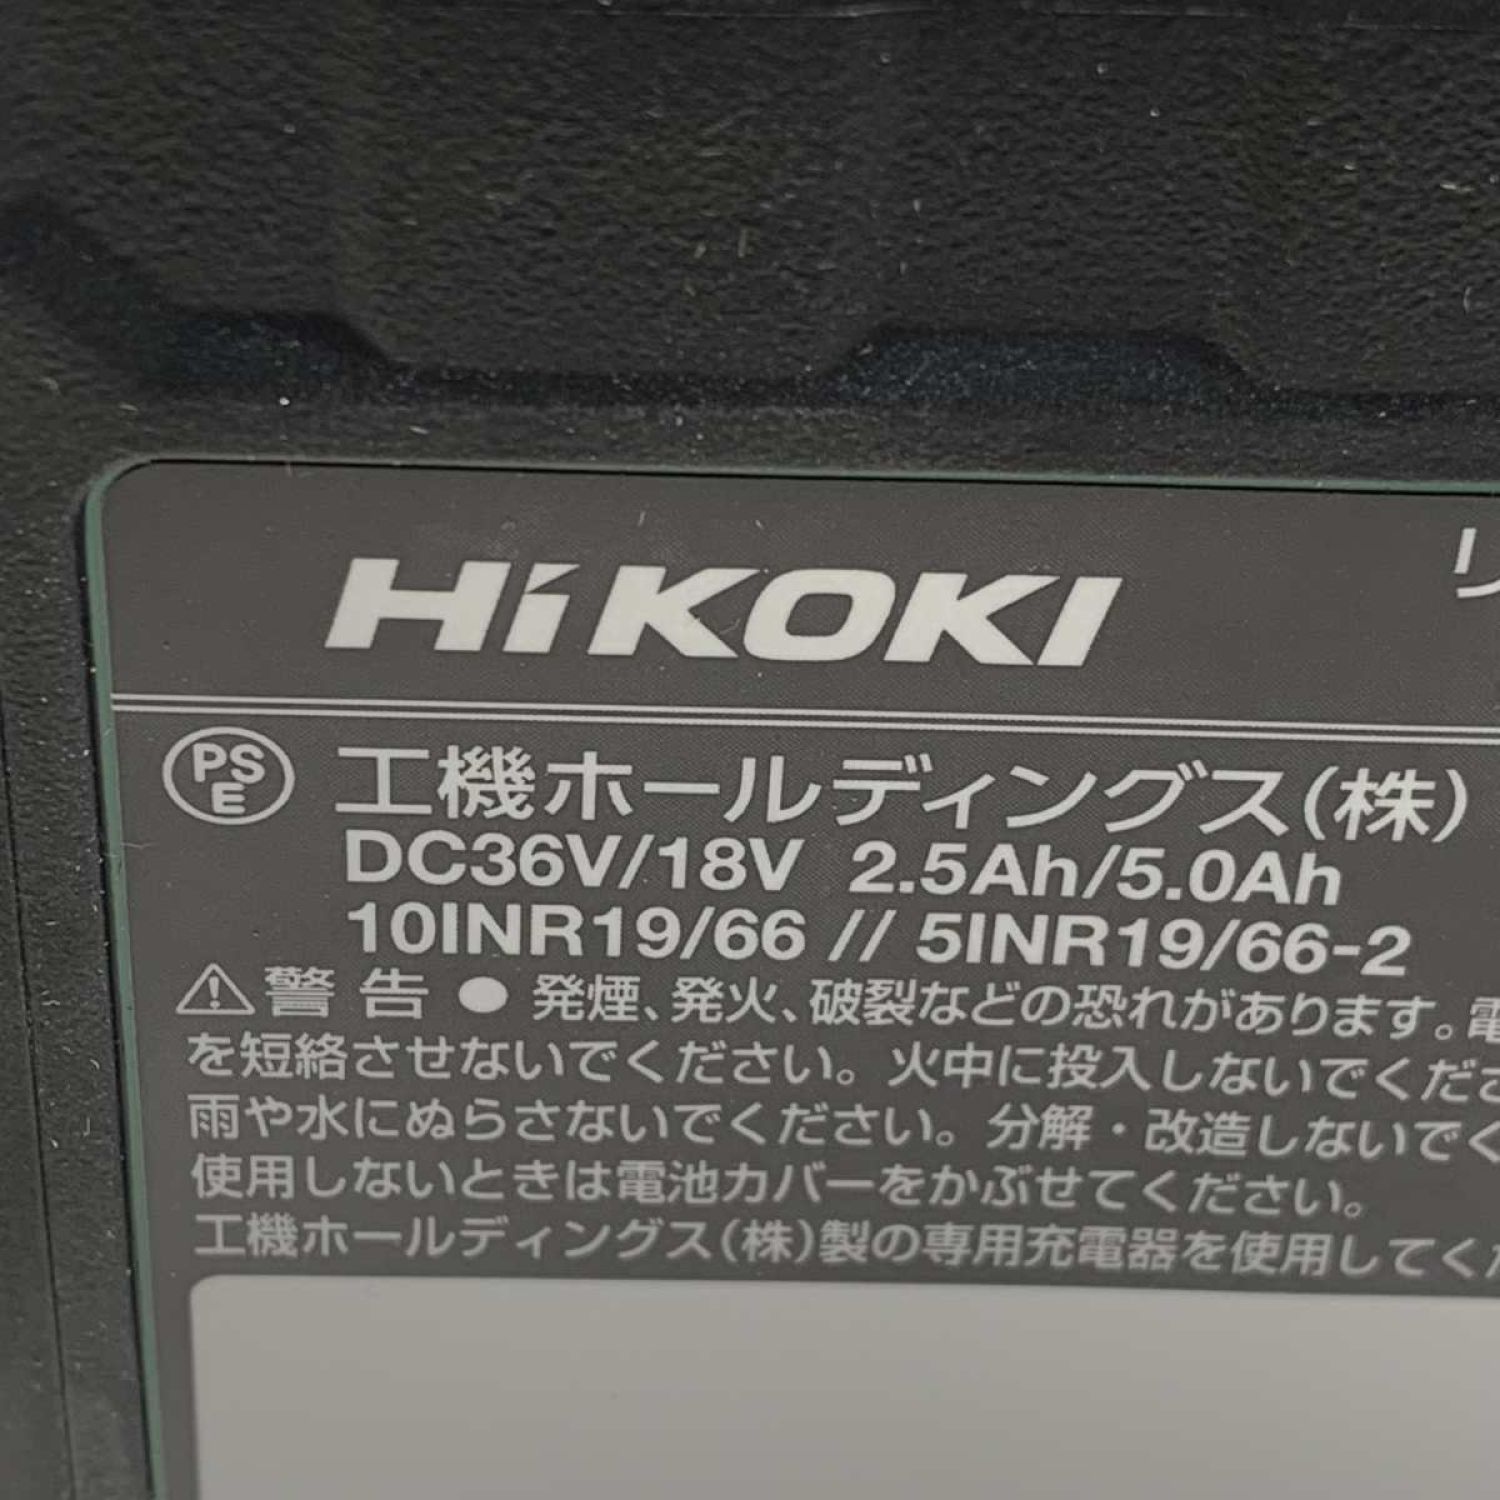 HiKOKI
PSE 工機ホールディングス(株)
DC36V/18V 2.5Ah/5.0Ah
10INR19/66 // 5INR19/66-2
⚠警告 ● 発煙、発火、破裂などの恐れがあります。電
を短絡させないでください。火中に投入しないでくださ
雨や水にぬらさないでください。分解・改造しないでく
使用しないときは電池カバーをかぶせてください。
工機ホールディングス(株)製の専用充電器を使用してくだ